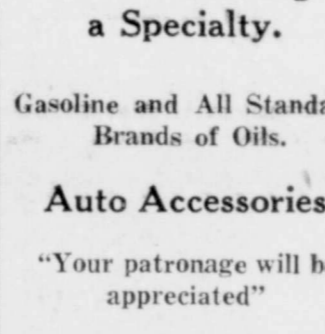 a Specialty.
Gasoline and All Standa
Brands of Oils.
Auto Accessories
“Your patronage will b
appreciated”